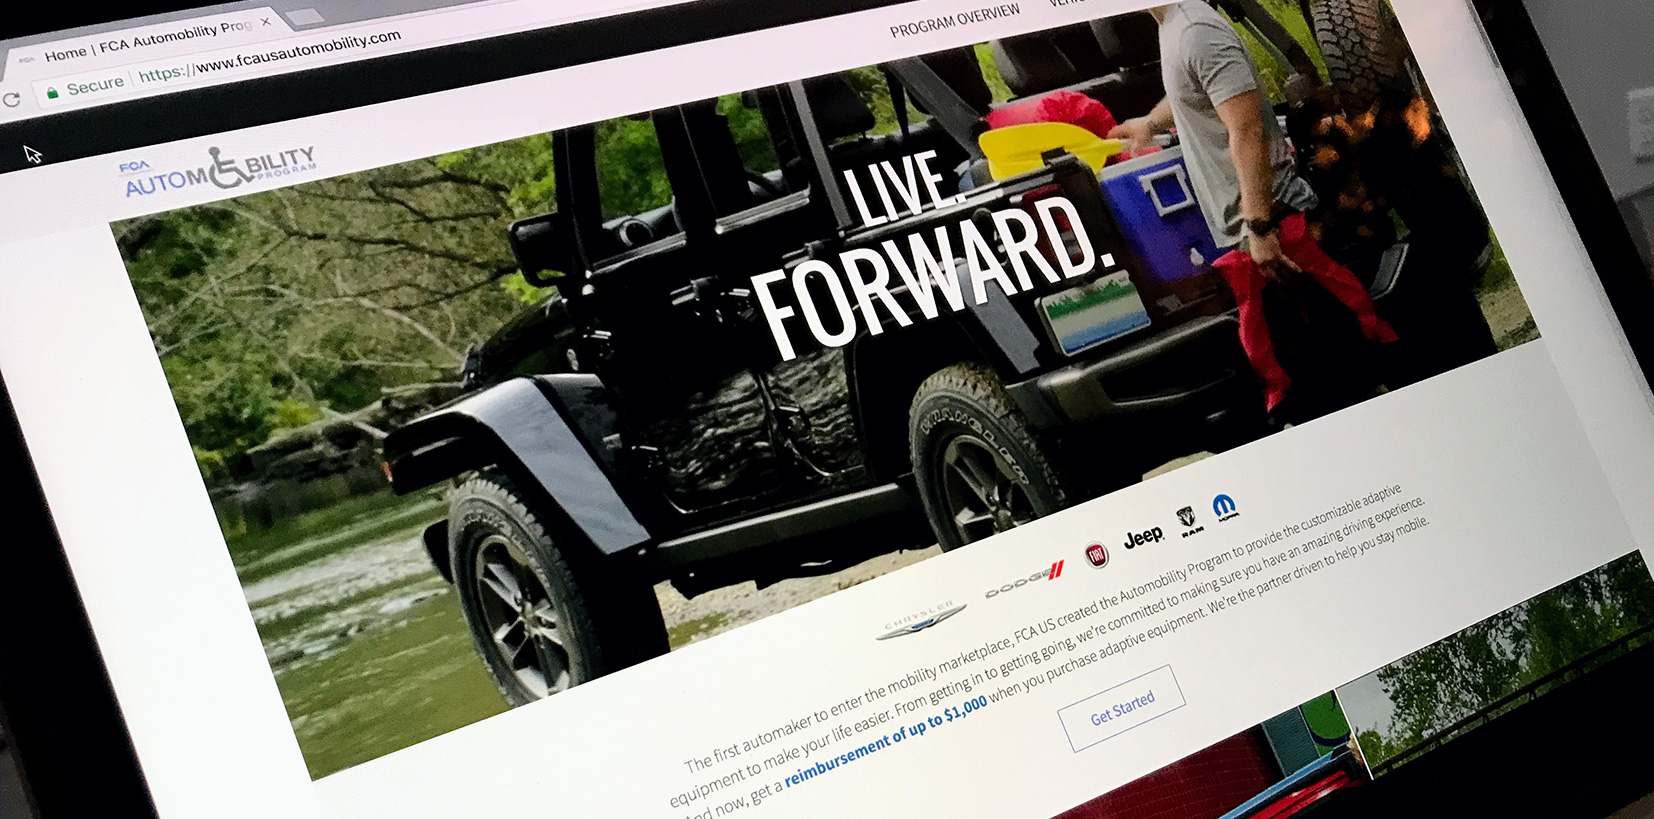 Home | FCA Automobility Prog
Secure | https://www.fcausautomobility.com
PROGRAM OVERVIEW
FCA
AUTOMOBILITY
PROGRAM
LIVE.
FORWARD.
WRANGLER
CHRYSLER
DODGE
FIAT
Jeep
RAM
MOPAR
The first automaker to enter the mobility marketplace, FCA US created the Automobility Program to provide the customizable adaptive
equipment to make your life easier. From getting in to getting going, we're committed to making sure you have an amazing driving experience.
And now, get a reimbursement of up to $1,000 when you purchase adaptive equipment. We're the partner driven to help you stay mobile.
Get Started